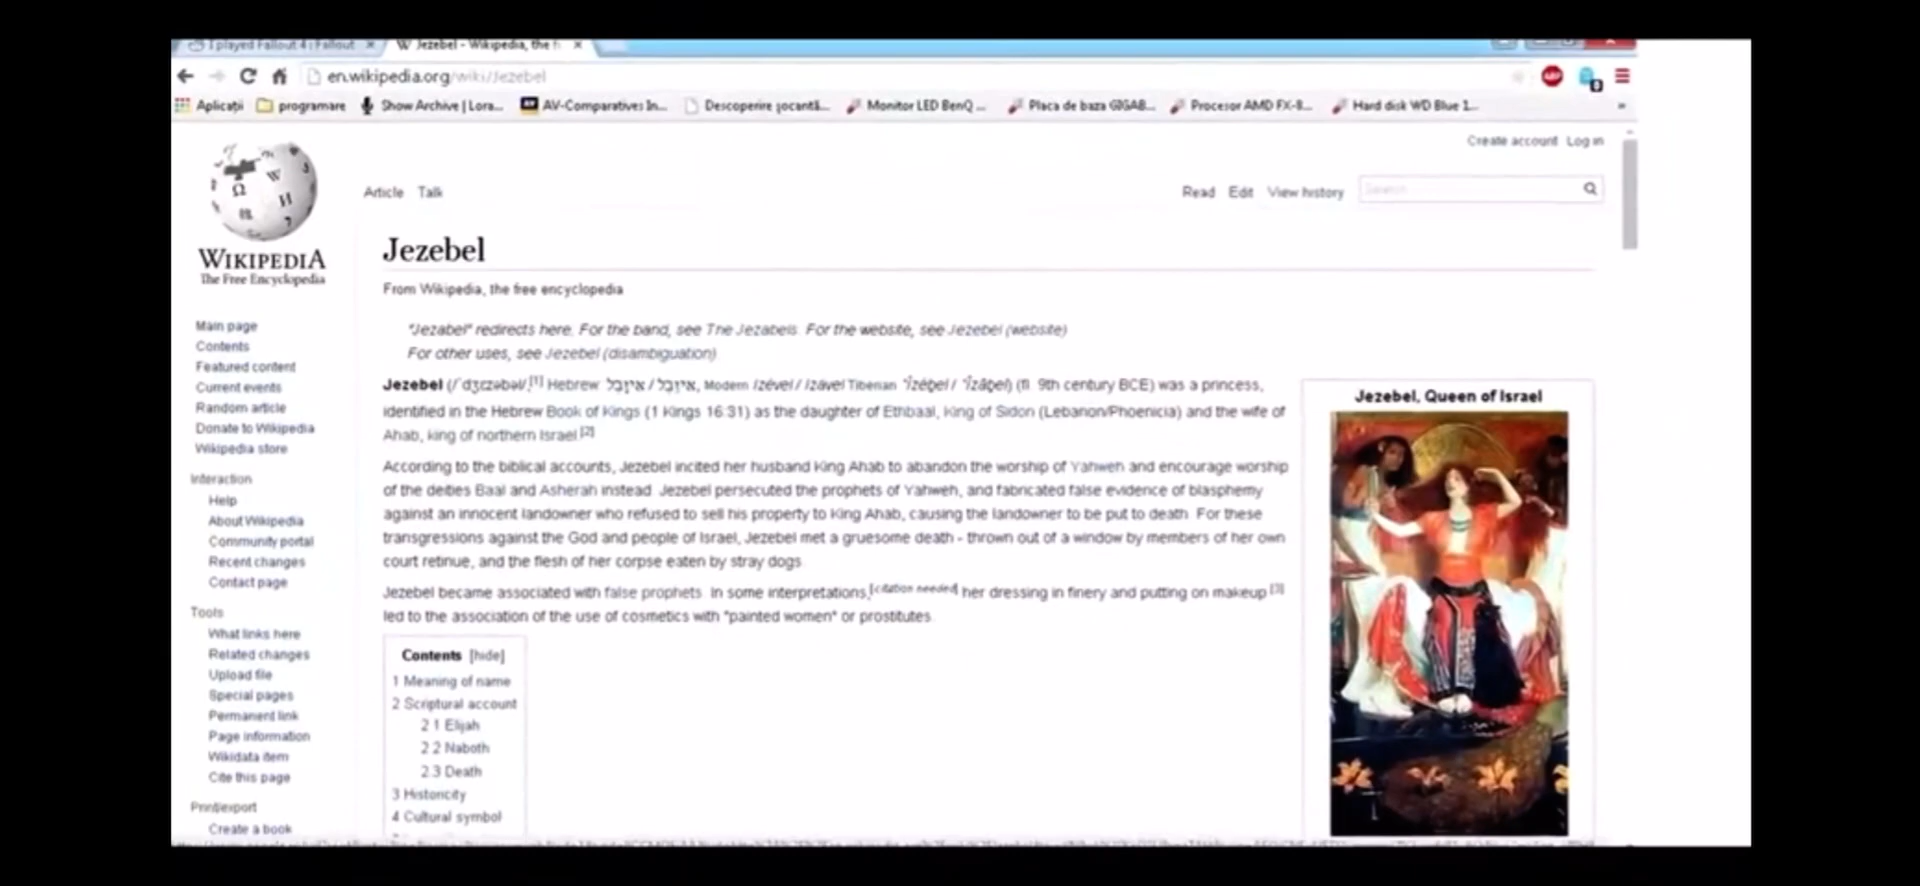 I played Fallout 4 : Fallout
W Jezebel - Wikipedia, the f
en.wikipedia.org/wiki/Jezebel
Aplicații programare Show Archive | Lora... AV-Comparatives In... Descoperire șocantă... Monitor LED BenQ ... Placa de baza GIGAB... Procesor AMD FX-8... Hard disk WD Blue 1... »
Create account Log in
Article Talk
Read Edit View history Search
WIKIPEDIA
The Free Encyclopedia
Main page
Contents
Featured content
Current events
Random article
Donate to Wikipedia
Wikipedia store
Interaction
Help
About Wikipedia
Community portal
Recent changes
Contact page
Tools
What links here
Related changes
Upload file
Special pages
Permanent link
Page information
Wikidata item
Cite this page
Print/export
Create a book
Jezebel
From Wikipedia, the free encyclopedia
"Jezabel" redirects here. For the band, see The Jezabels. For the website, see Jezebel (website)
For other uses, see Jezebel (disambiguation)
Jezebel [1] Hebrew Modern Tiberian (fl. 9th century BCE) was a princess,
identified in the Hebrew Book of Kings (1 Kings 16:31) as the daughter of Ethbaal, King of Sidon (Lebanon/Phoenicia) and the wife of
Ahab, king of northern Israel.[2]
According to the biblical accounts, Jezebel incited her husband King Ahab to abandon the worship of Yahweh and encourage worship
of the deities Baal and Asherah instead. Jezebel persecuted the prophets of Yahweh, and fabricated false evidence of blasphemy
against an innocent landowner who refused to sell his property to King Ahab, causing the landowner to be put to death. For these
transgressions against the God and people of Israel, Jezebel met a gruesome death - thrown out of a window by members of her own
court retinue, and the flesh of her corpse eaten by stray dogs.
Jezebel became associated with false prophets. In some interpretations,[citation needed] her dressing in finery and putting on makeup [3]
led to the association of the use of cosmetics with "painted women" or prostitutes.
Contents [hide]
1 Meaning of name
2 Scriptural account
2.1 Elijah
2.2 Naboth
2.3 Death
3 Historicity
4 Cultural symbol
Jezebel, Queen of Israel